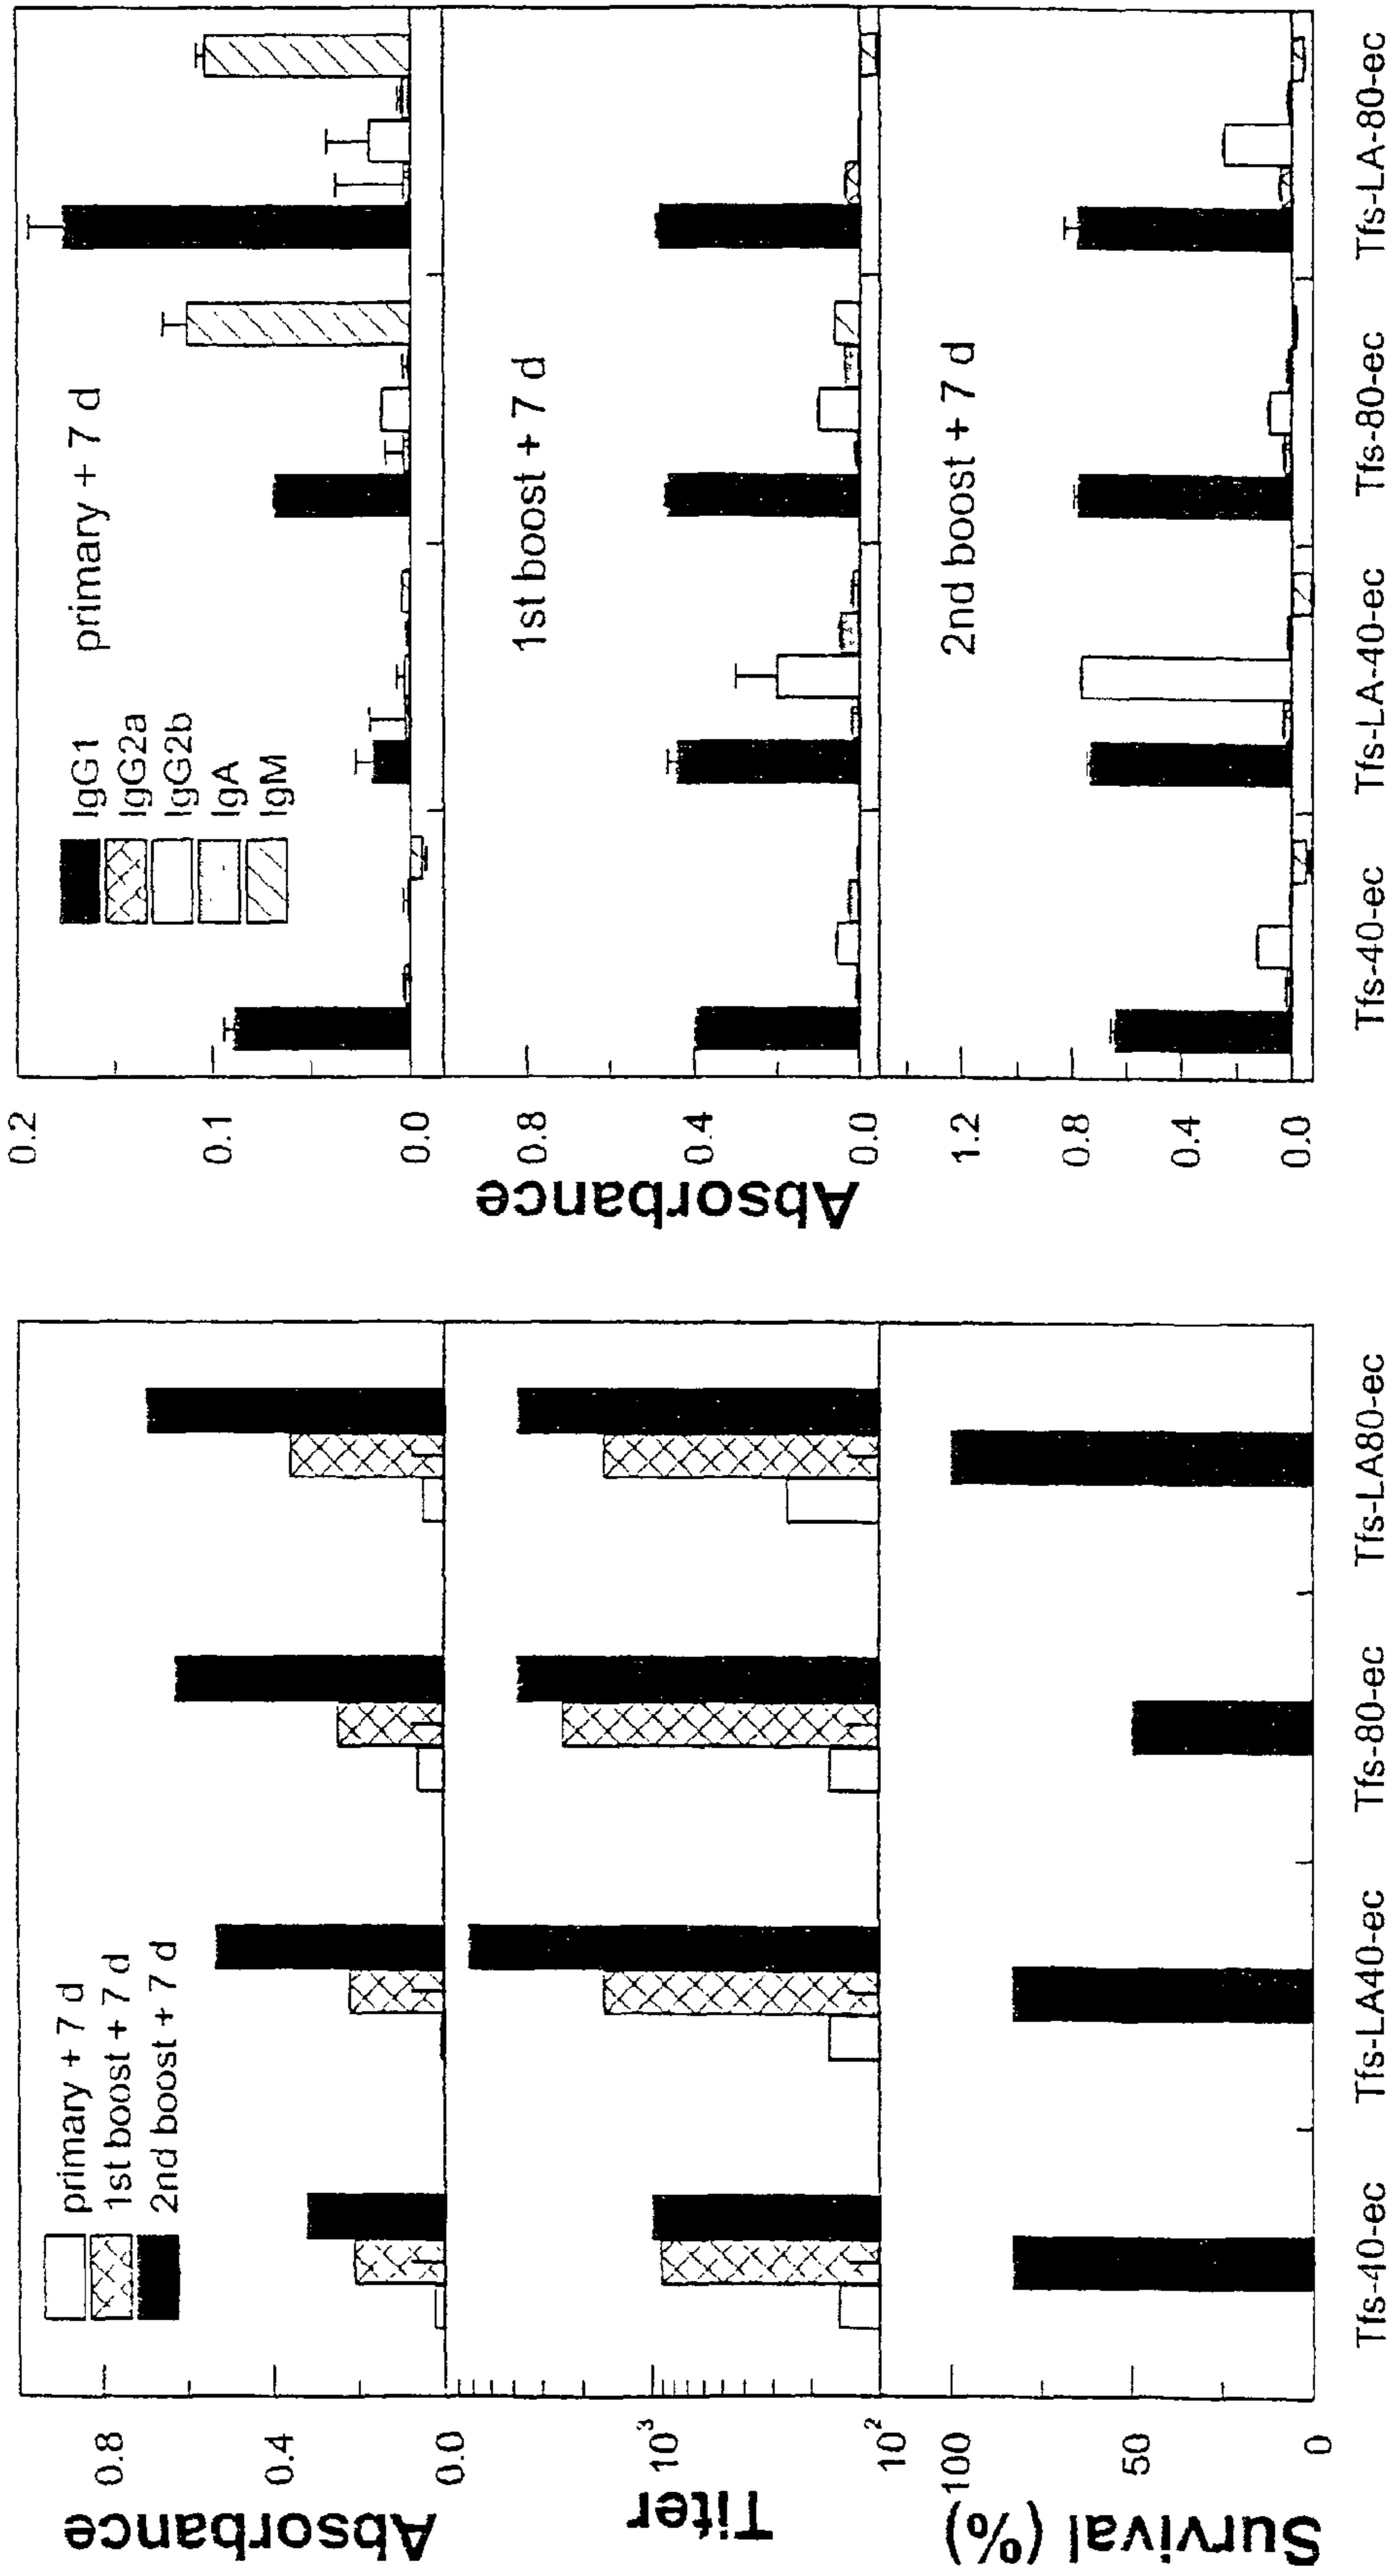 primary + 7 d
1st boost + 7 d
2nd boost + 7 d
Absorbance
0.8
0.4
0.0
Titer
10³
10²
Survival (%)
100
50
0
Tfs-40-ec
Tfs-LA40-ec
Tfs-80-ec
Tfs-LA80-ec
IgG1
IgG2a
IgG2b
IgA
IgM
primary + 7 d
0.2
0.1
0.0
Absorbance
1st boost + 7 d
0.8
0.4
0.0
2nd boost + 7 d
1.2
0.8
0.4
0.0
Tfs-40-ec
Tfs-LA-40-ec
Tfs-80-ec
Tfs-LA-80-ec